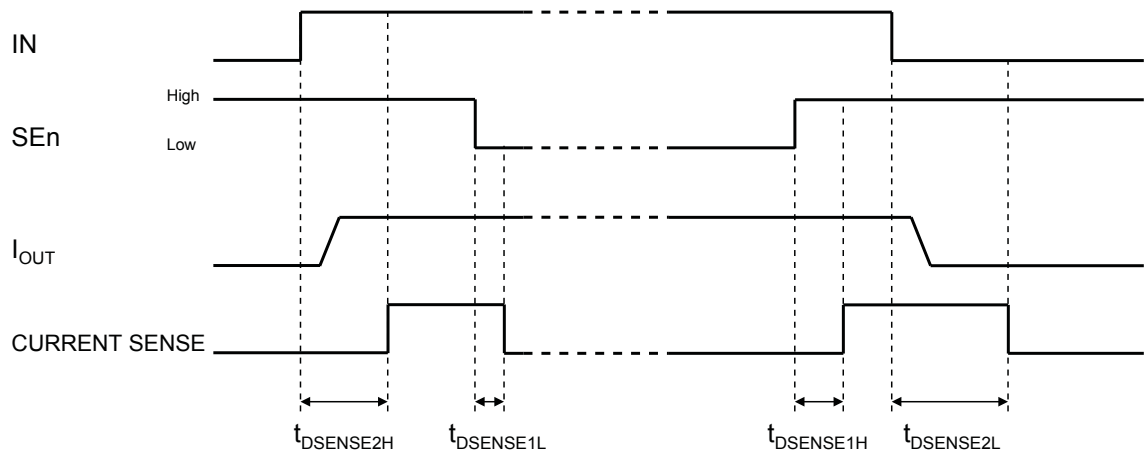 IN
High
SEn
Low
IOUT
CURRENT SENSE
tDSENSE2H tDSENSE1L tDSENSE1H tDSENSE2L